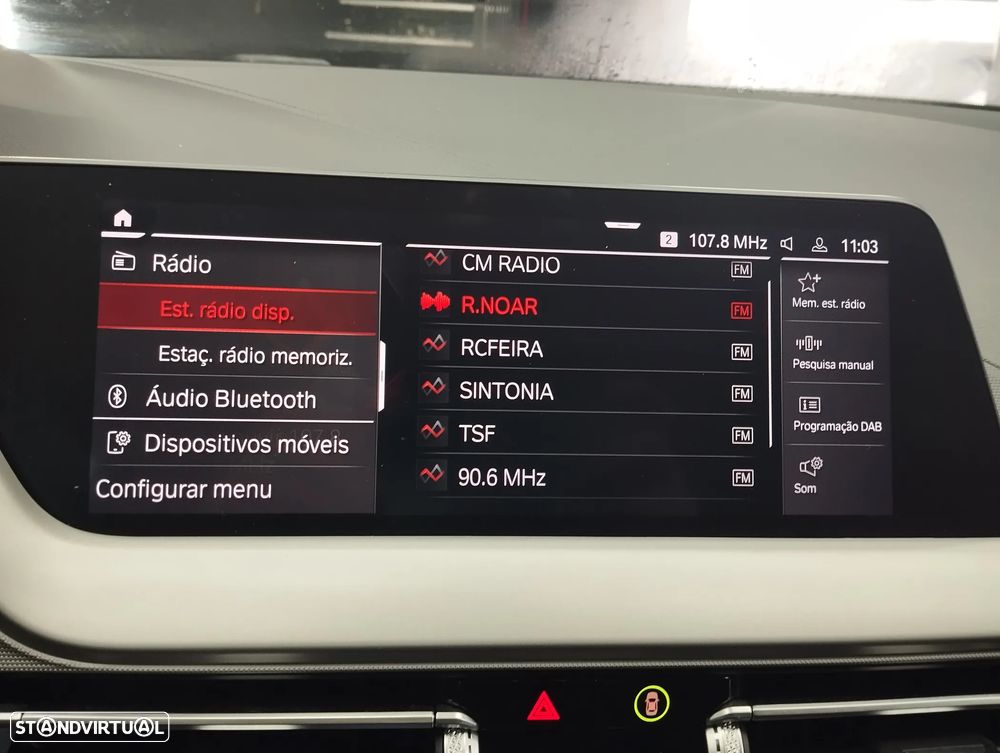 2 107.8 MHz 11:03
Rádio
Est. rádio disp.
Estaç. rádio memoriz.
Áudio Bluetooth
Dispositivos móveis
Configurar menu
CM RADIO FM
R.NOAR FM
RCFEIRA FM
SINTONIA FM
TSF FM
90.6 MHz FM
Mem. est. rádio
Pesquisa manual
Programação DAB
Som
STANDVIRTUAL